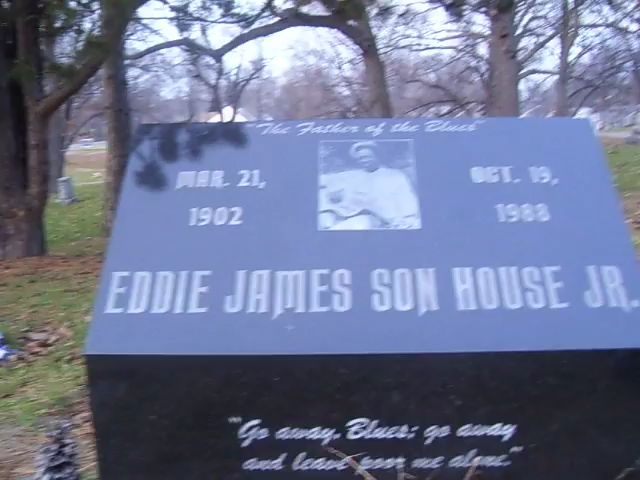 "The Father of the Blues"
MAR. 21,
1902
OCT. 19,
1988
EDDIE JAMES SON HOUSE JR.
"Go away, Blues; go away
and leave poor me alone."